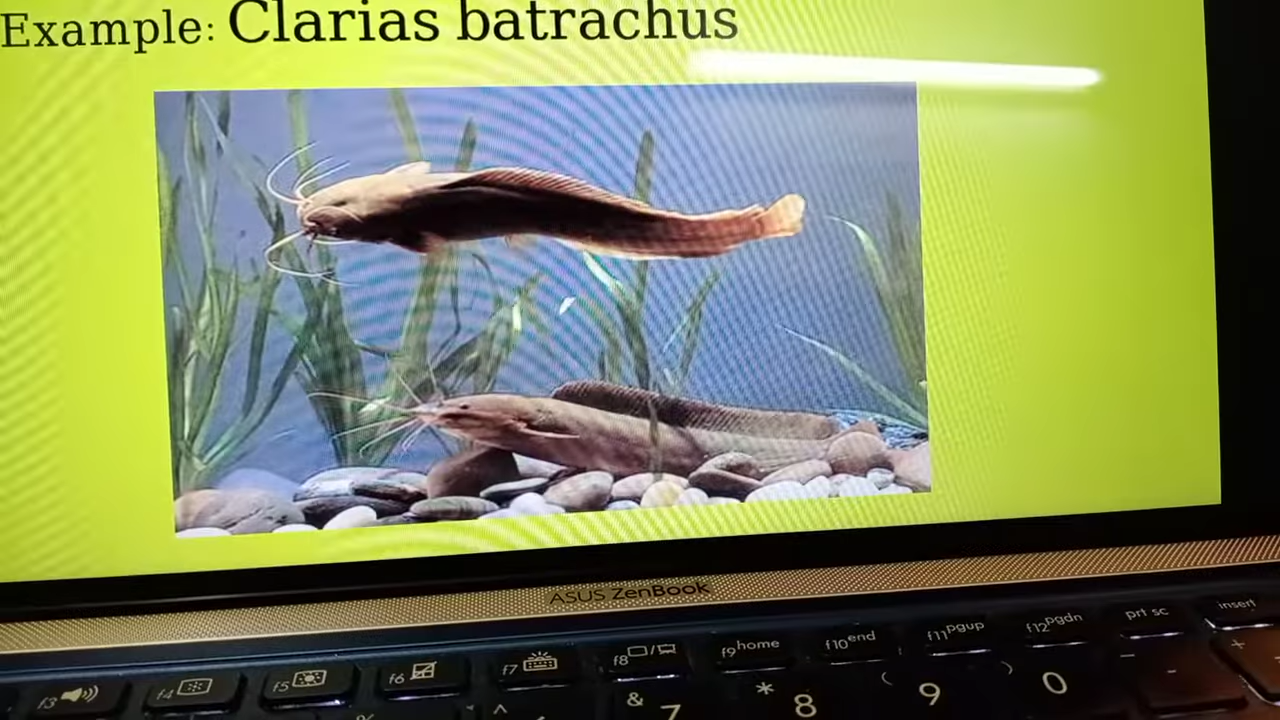 Example: Clarias batrachus
ASUS ZenBook
f3 f4 f5 f6 f7 f8 f9 home f10 end f11 pgup f12 pgdn prt sc insert
% ^ & 7 * 8 ( 9 ) 0 - +